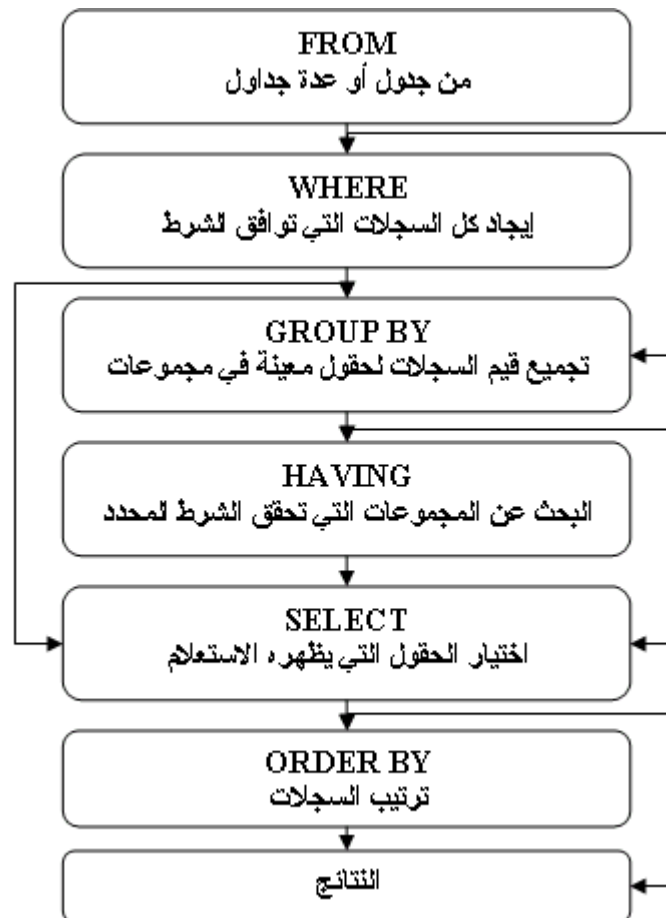 FROM
من جدول أو عدة جداول
WHERE
إيجاد كل السجلات التي توافق الشرط
GROUP BY
تجميع قيم السجلات لحقول معينة في مجموعات
HAVING
البحث عن المجموعات التي تحقق الشرط لمحدد
SELECT
اختيار الحقول التي يظهره الاستعلام
ORDER BY
ترتيب السجلات
النتائج